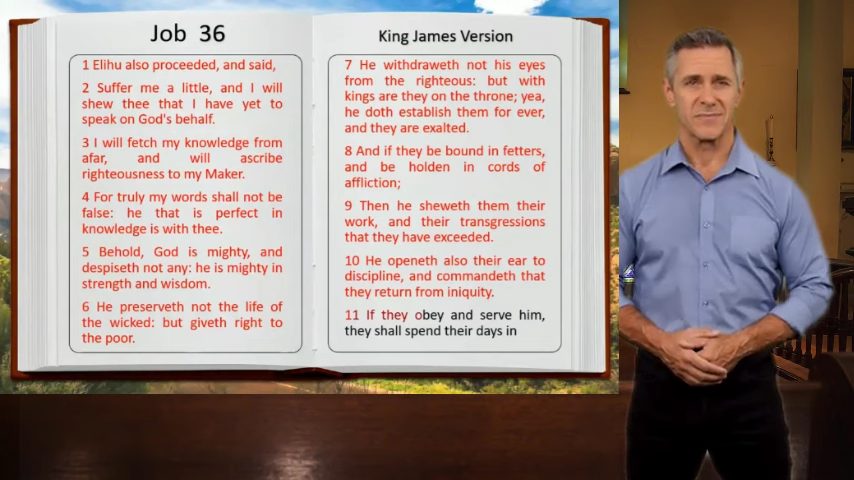 Job 36
1 Elihu also proceeded, and said,
2 Suffer me a little, and I will
shew thee that I have yet to
speak on God's behalf.
3 I will fetch my knowledge from
afar, and will ascribe
righteousness to my Maker.
4 For truly my words shall not be
false: he that is perfect in
knowledge is with thee.
5 Behold, God is mighty, and
despiseth not any: he is mighty in
strength and wisdom.
6 He preserveth not the life of
the wicked: but giveth right to
the poor.
King James Version
7 He withdraweth not his eyes
from the righteous: but with
kings are they on the throne; yea,
he doth establish them for ever,
and they are exalted.
8 And if they be bound in fetters,
and be holden in cords of
affliction;
9 Then he sheweth them their
work, and their transgressions
that they have exceeded.
10 He openeth also their ear to
discipline, and commandeth that
they return from iniquity.
11 If they obey and serve him,
they shall spend their days in